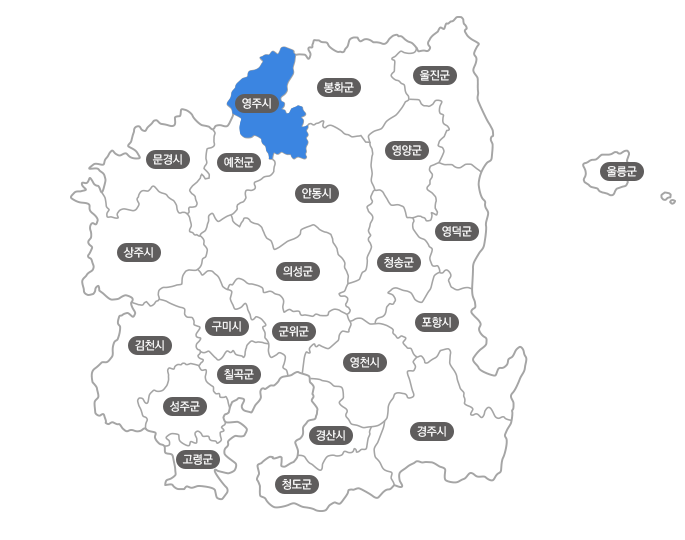 울진군
봉화군
영주시
영양군
문경시
예천군
울릉군
안동시
영덕군
상주시
청송군
의성군
포항시
구미시
군위군
김천시
영천시
칠곡군
성주군
경산시
경주시
고령군
청도군